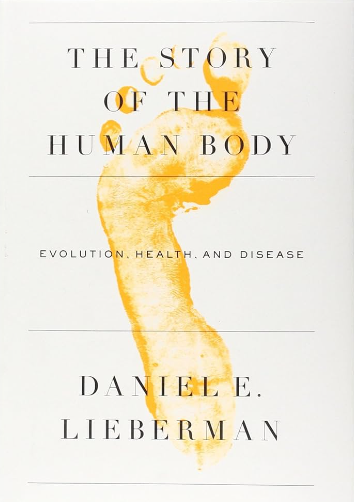 THE STORY
OF THE
HUMAN BODY
EVOLUTION, HEALTH, AND DISEASE
DANIEL E.
LIEBERMAN